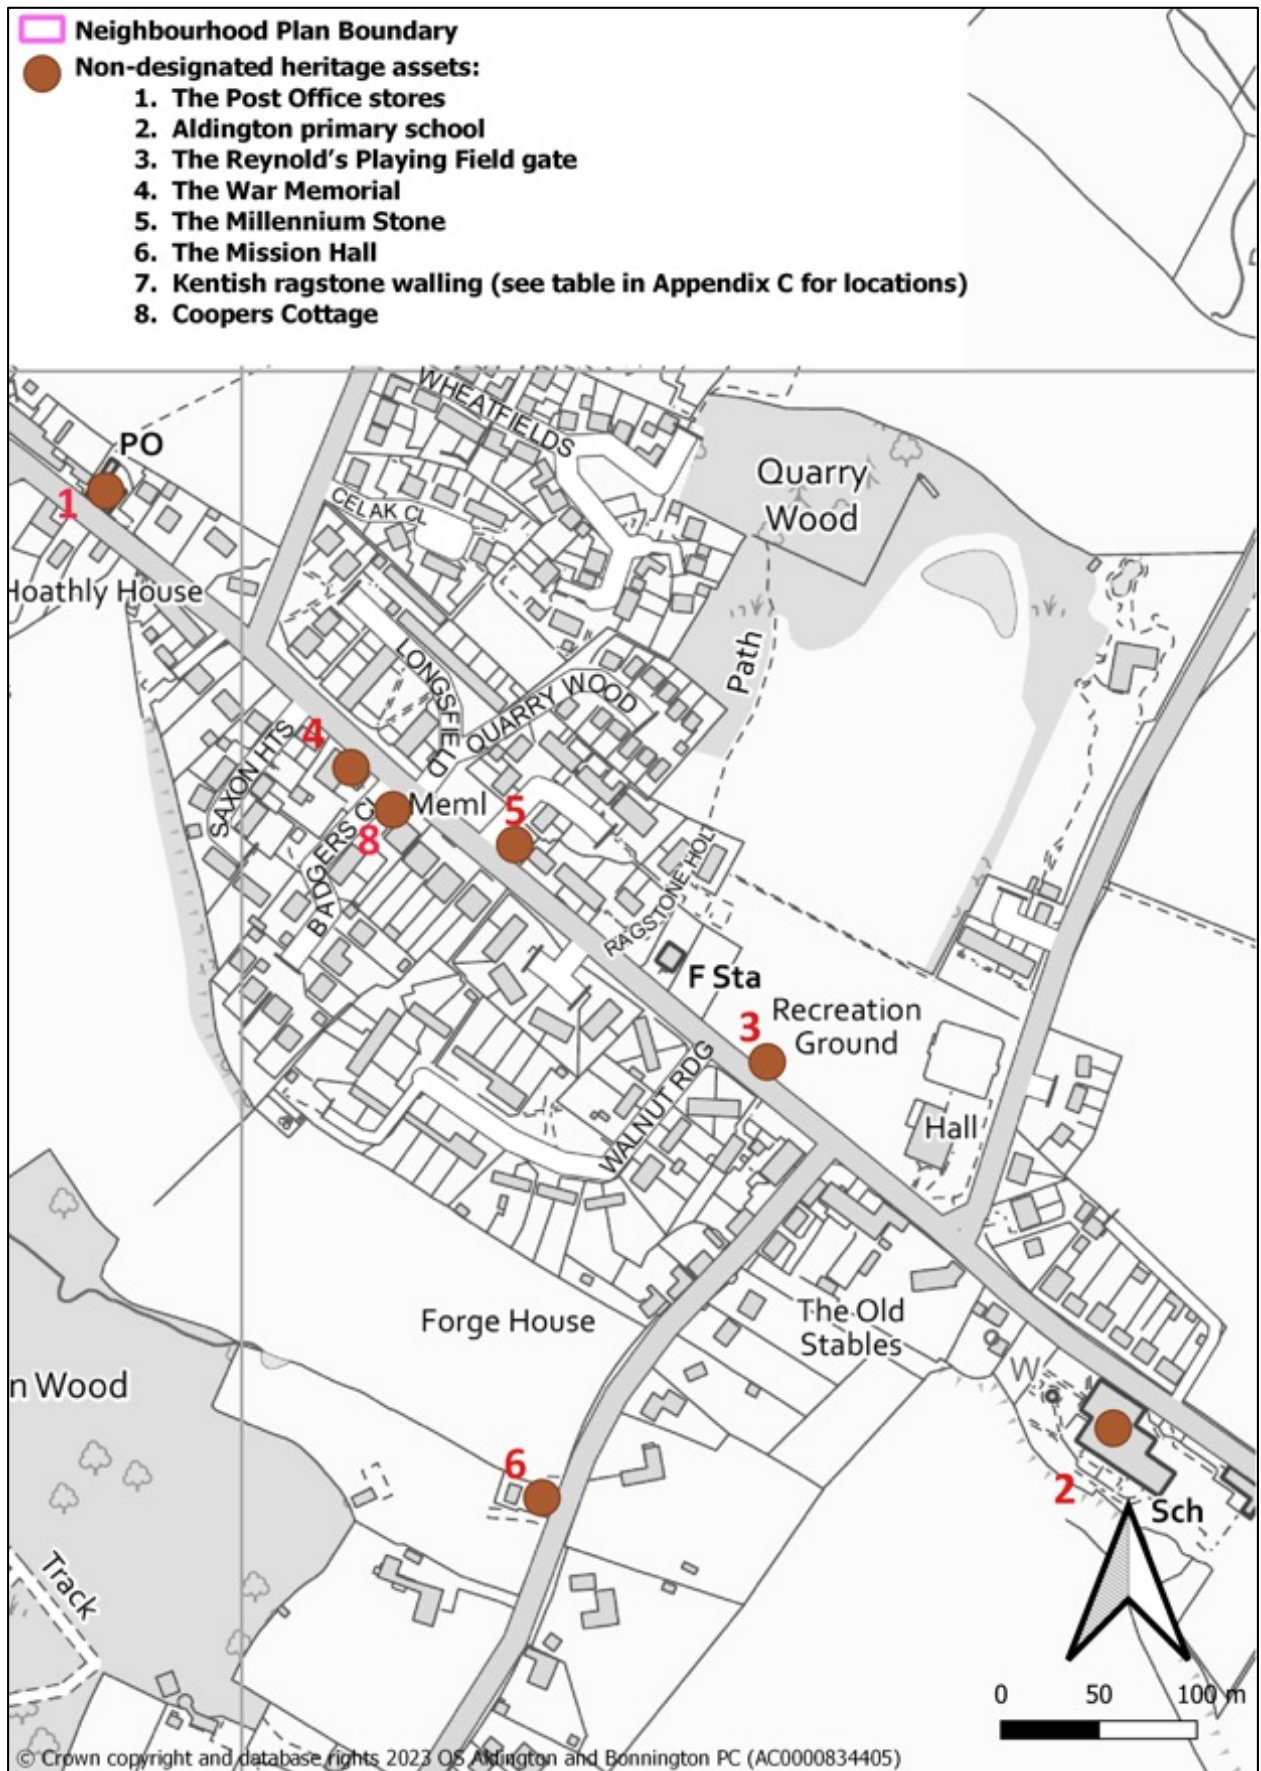 Neighbourhood Plan Boundary
Non-designated heritage assets:
1. The Post Office stores
2. Aldington primary school
3. The Reynold's Playing Field gate
4. The War Memorial
5. The Millennium Stone
6. The Mission Hall
7. Kentish ragstone walling (see table in Appendix C for locations)
8. Coopers Cottage
WHEATFIELDS
PO
1
Quarry
Wood
CELAK CL
Hoathly House
Path
LONGSFIELD
QUARRY WOOD
4
SAXON HTS
Meml
5
8
BADGERS CL
RAGSTONE HOLT
F Sta
3
Recreation
Ground
WALNUT RDG
Hall
Forge House
The Old
Stables
n Wood
W
6
2
Sch
Track
0 50 100 m
© Crown copyright and database rights 2023 OS Aldington and Bonnington PC (AC0000834405)